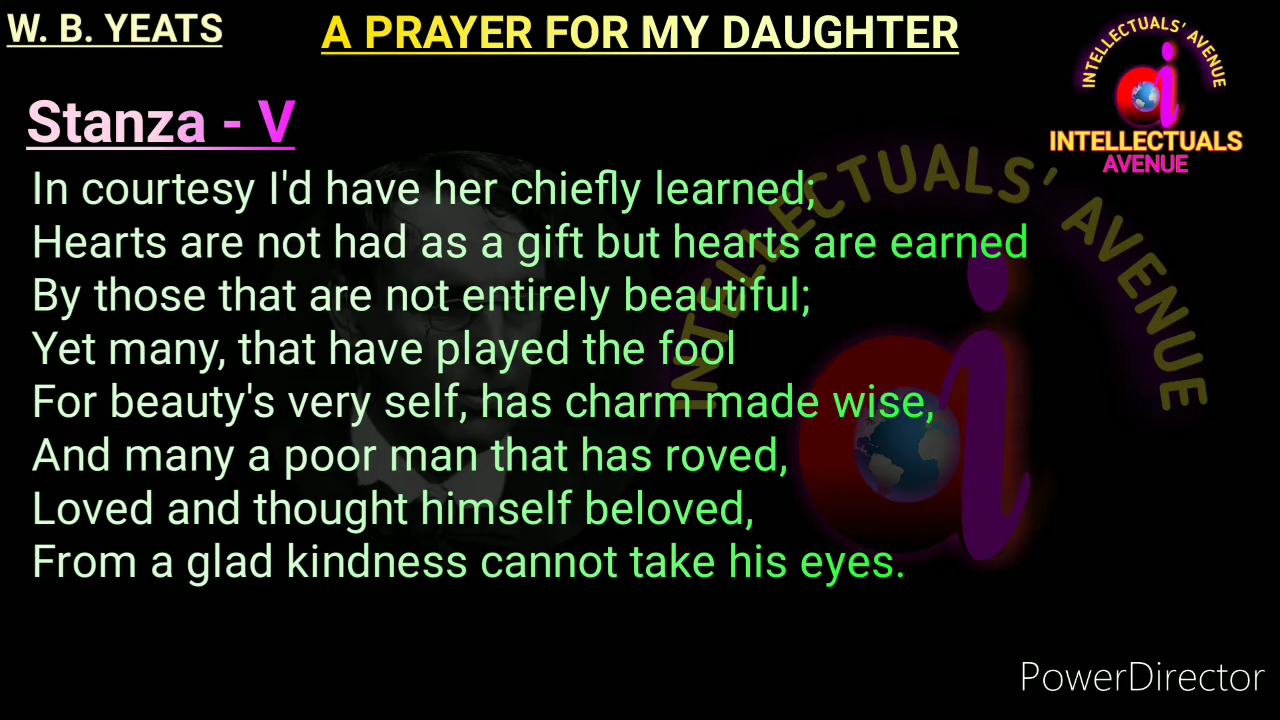 W. B. YEATS
A PRAYER FOR MY DAUGHTER
INTELLECTUALS' AVENUE
INTELLECTUALS
AVENUE
Stanza - V
INTELLECTUALS' AVENUE
In courtesy I'd have her chiefly learned;
Hearts are not had as a gift but hearts are earned
By those that are not entirely beautiful;
Yet many, that have played the fool
For beauty's very self, has charm made wise,
And many a poor man that has roved,
Loved and thought himself beloved,
From a glad kindness cannot take his eyes.
PowerDirector